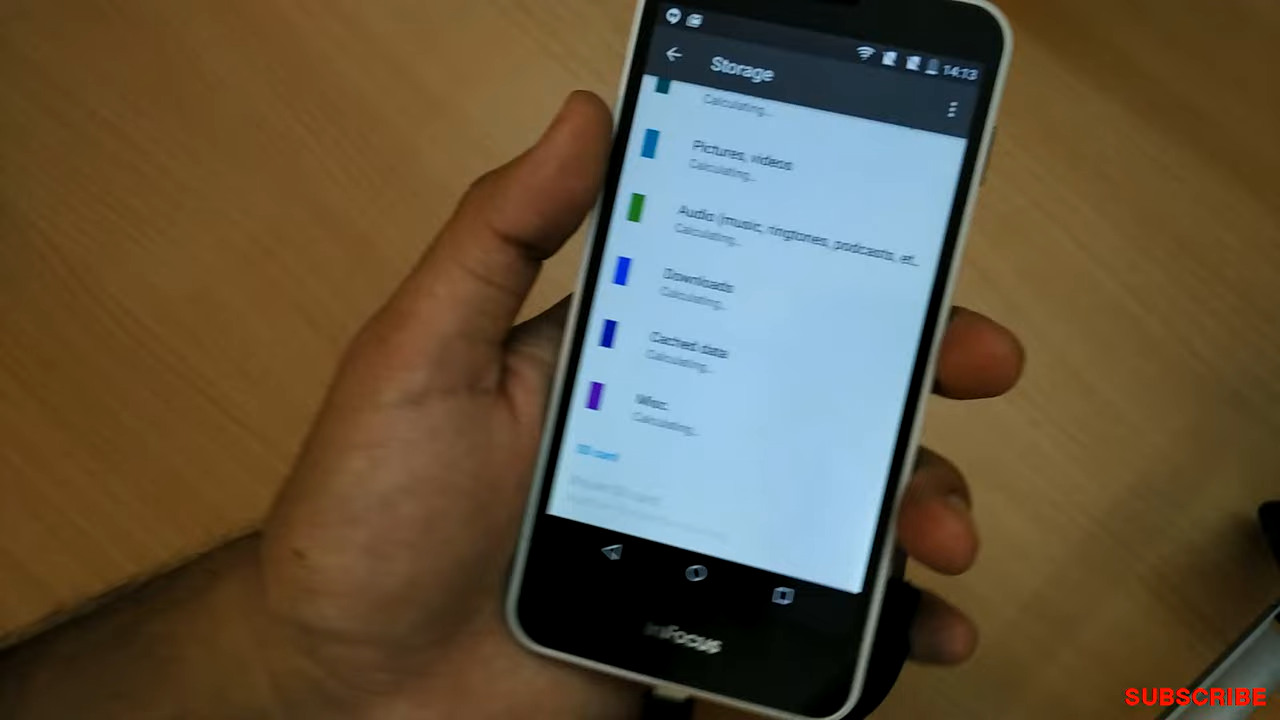 14:13
Storage
Calculating...
Pictures, videos
Calculating...
Audio (music, ringtones, podcasts, et..
Calculating...
Downloads
Calculating...
Cached data
Calculating...
Misc.
Calculating...
SD card
InFocus
SUBSCRIBE